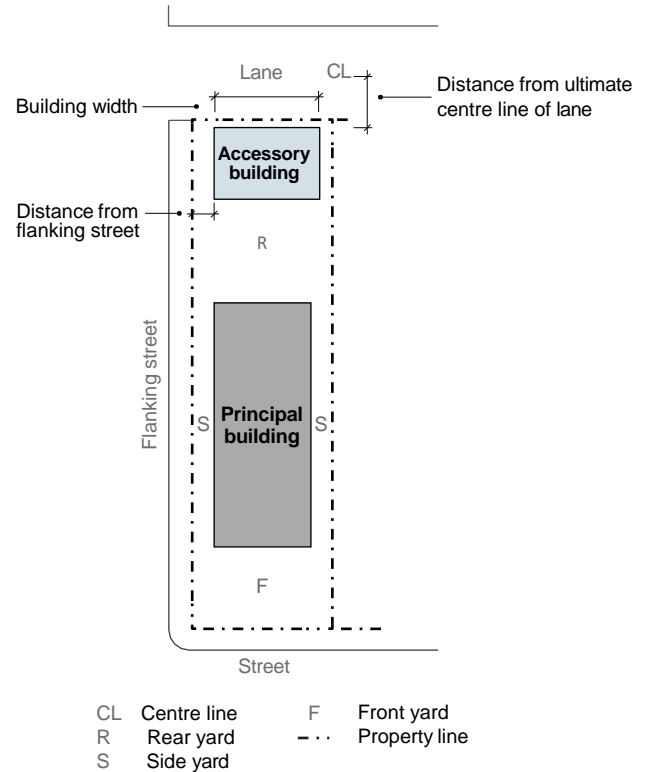 Lane
CL
Distance from ultimate
centre line of lane
Building width
Accessory
building
Distance from
flanking street
R
Flanking street
S
Principal
building
S
F
Street
CL Centre line
R Rear yard
S Side yard
F Front yard
Property line